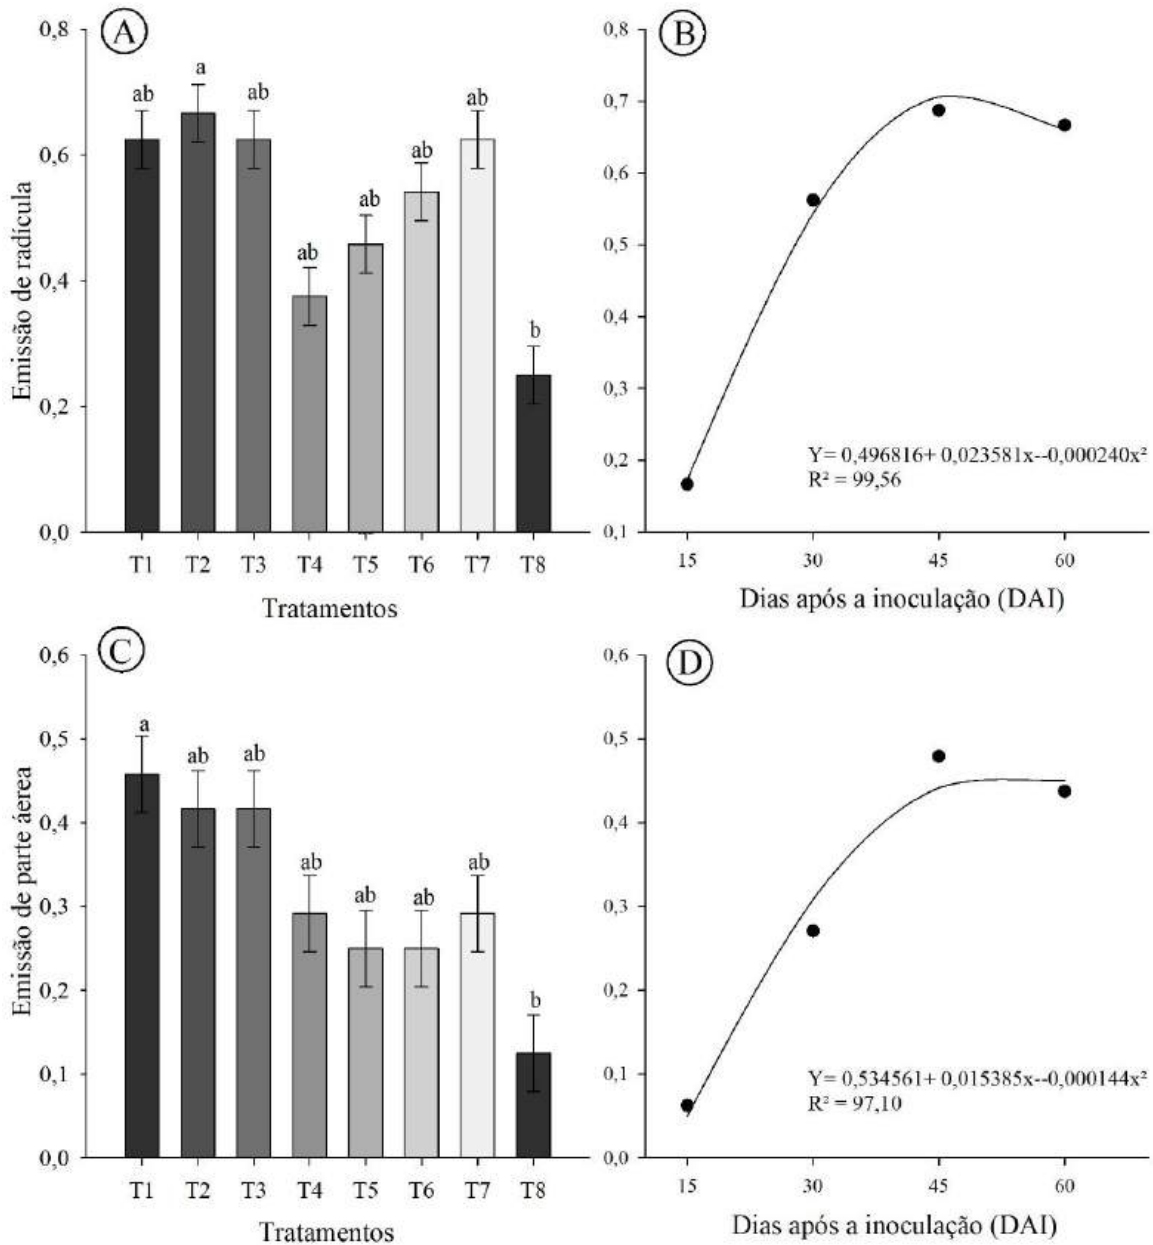 A
0,8
0,6
0,4
0,2
0,0
Emissão de radícula
ab
a
ab
ab
ab
ab
ab
b
T1 T2 T3 T4 T5 T6 T7 T8
Tratamentos
B
0,8
0,7
0,6
0,5
0,4
0,3
0,2
0,1
Y= 0,496816+ 0,023581x--0,000240x²
R² = 99,56
15 30 45 60
Dias após a inoculação (DAI)
C
0,6
0,5
0,4
0,3
0,2
0,1
0,0
Emissão de parte áerea
a
ab
ab
ab
ab
ab
ab
b
T1 T2 T3 T4 T5 T6 T7 T8
Tratamentos
D
0,6
0,5
0,4
0,3
0,2
0,1
0,0
Y= 0,534561+ 0,015385x--0,000144x²
R² = 97,10
15 30 45 60
Dias após a inoculação (DAI)